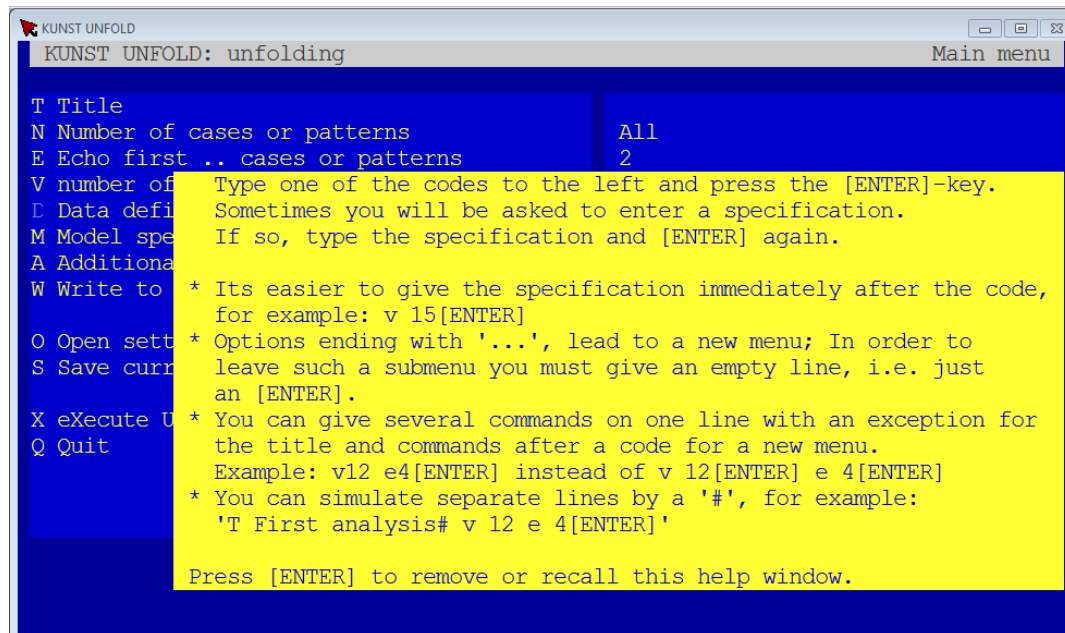 KUNST UNFOLD
KUNST UNFOLD: unfolding Main menu
T Title
N Number of cases or patterns All
E Echo first .. cases or patterns 2
V number of
D Data defi
M Model spe
A Additiona
W Write to
O Open sett
S Save curr
X eXecute U
Q Quit
Type one of the codes to the left and press the [ENTER]-key.
Sometimes you will be asked to enter a specification.
If so, type the specification and [ENTER] again.
* Its easier to give the specification immediately after the code,
for example: v 15[ENTER]
* Options ending with '...', lead to a new menu; In order to
leave such a submenu you must give an empty line, i.e. just
an [ENTER].
* You can give several commands on one line with an exception for
the title and commands after a code for a new menu.
Example: v12 e4[ENTER] instead of v 12[ENTER] e 4[ENTER]
* You can simulate separate lines by a '#', for example:
'T First analysis# v 12 e 4[ENTER]'
Press [ENTER] to remove or recall this help window.